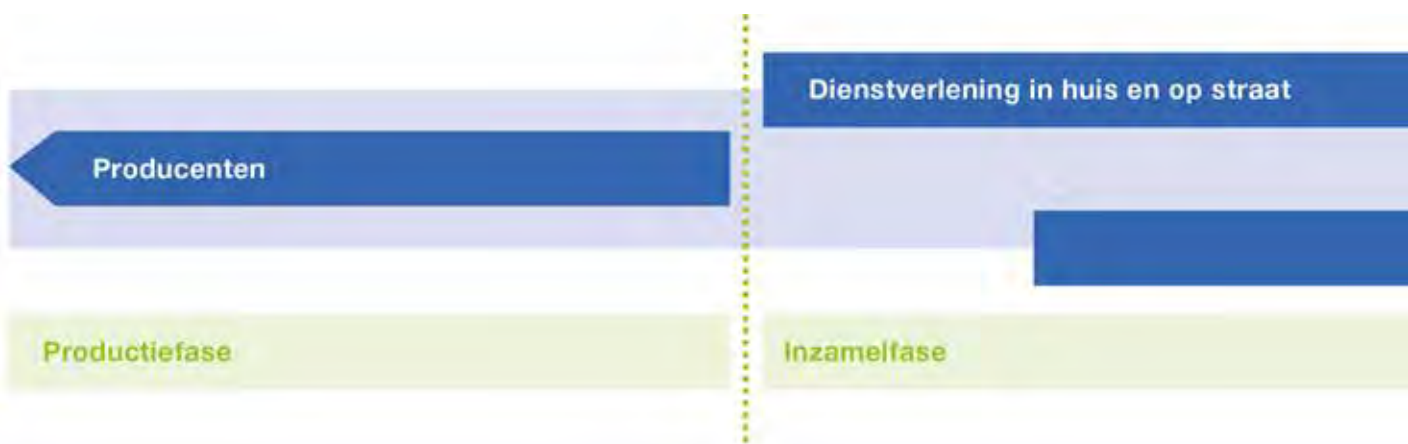 Dienstverlening in huis en op straat
Producenten
Productiefase
Inzamelfase